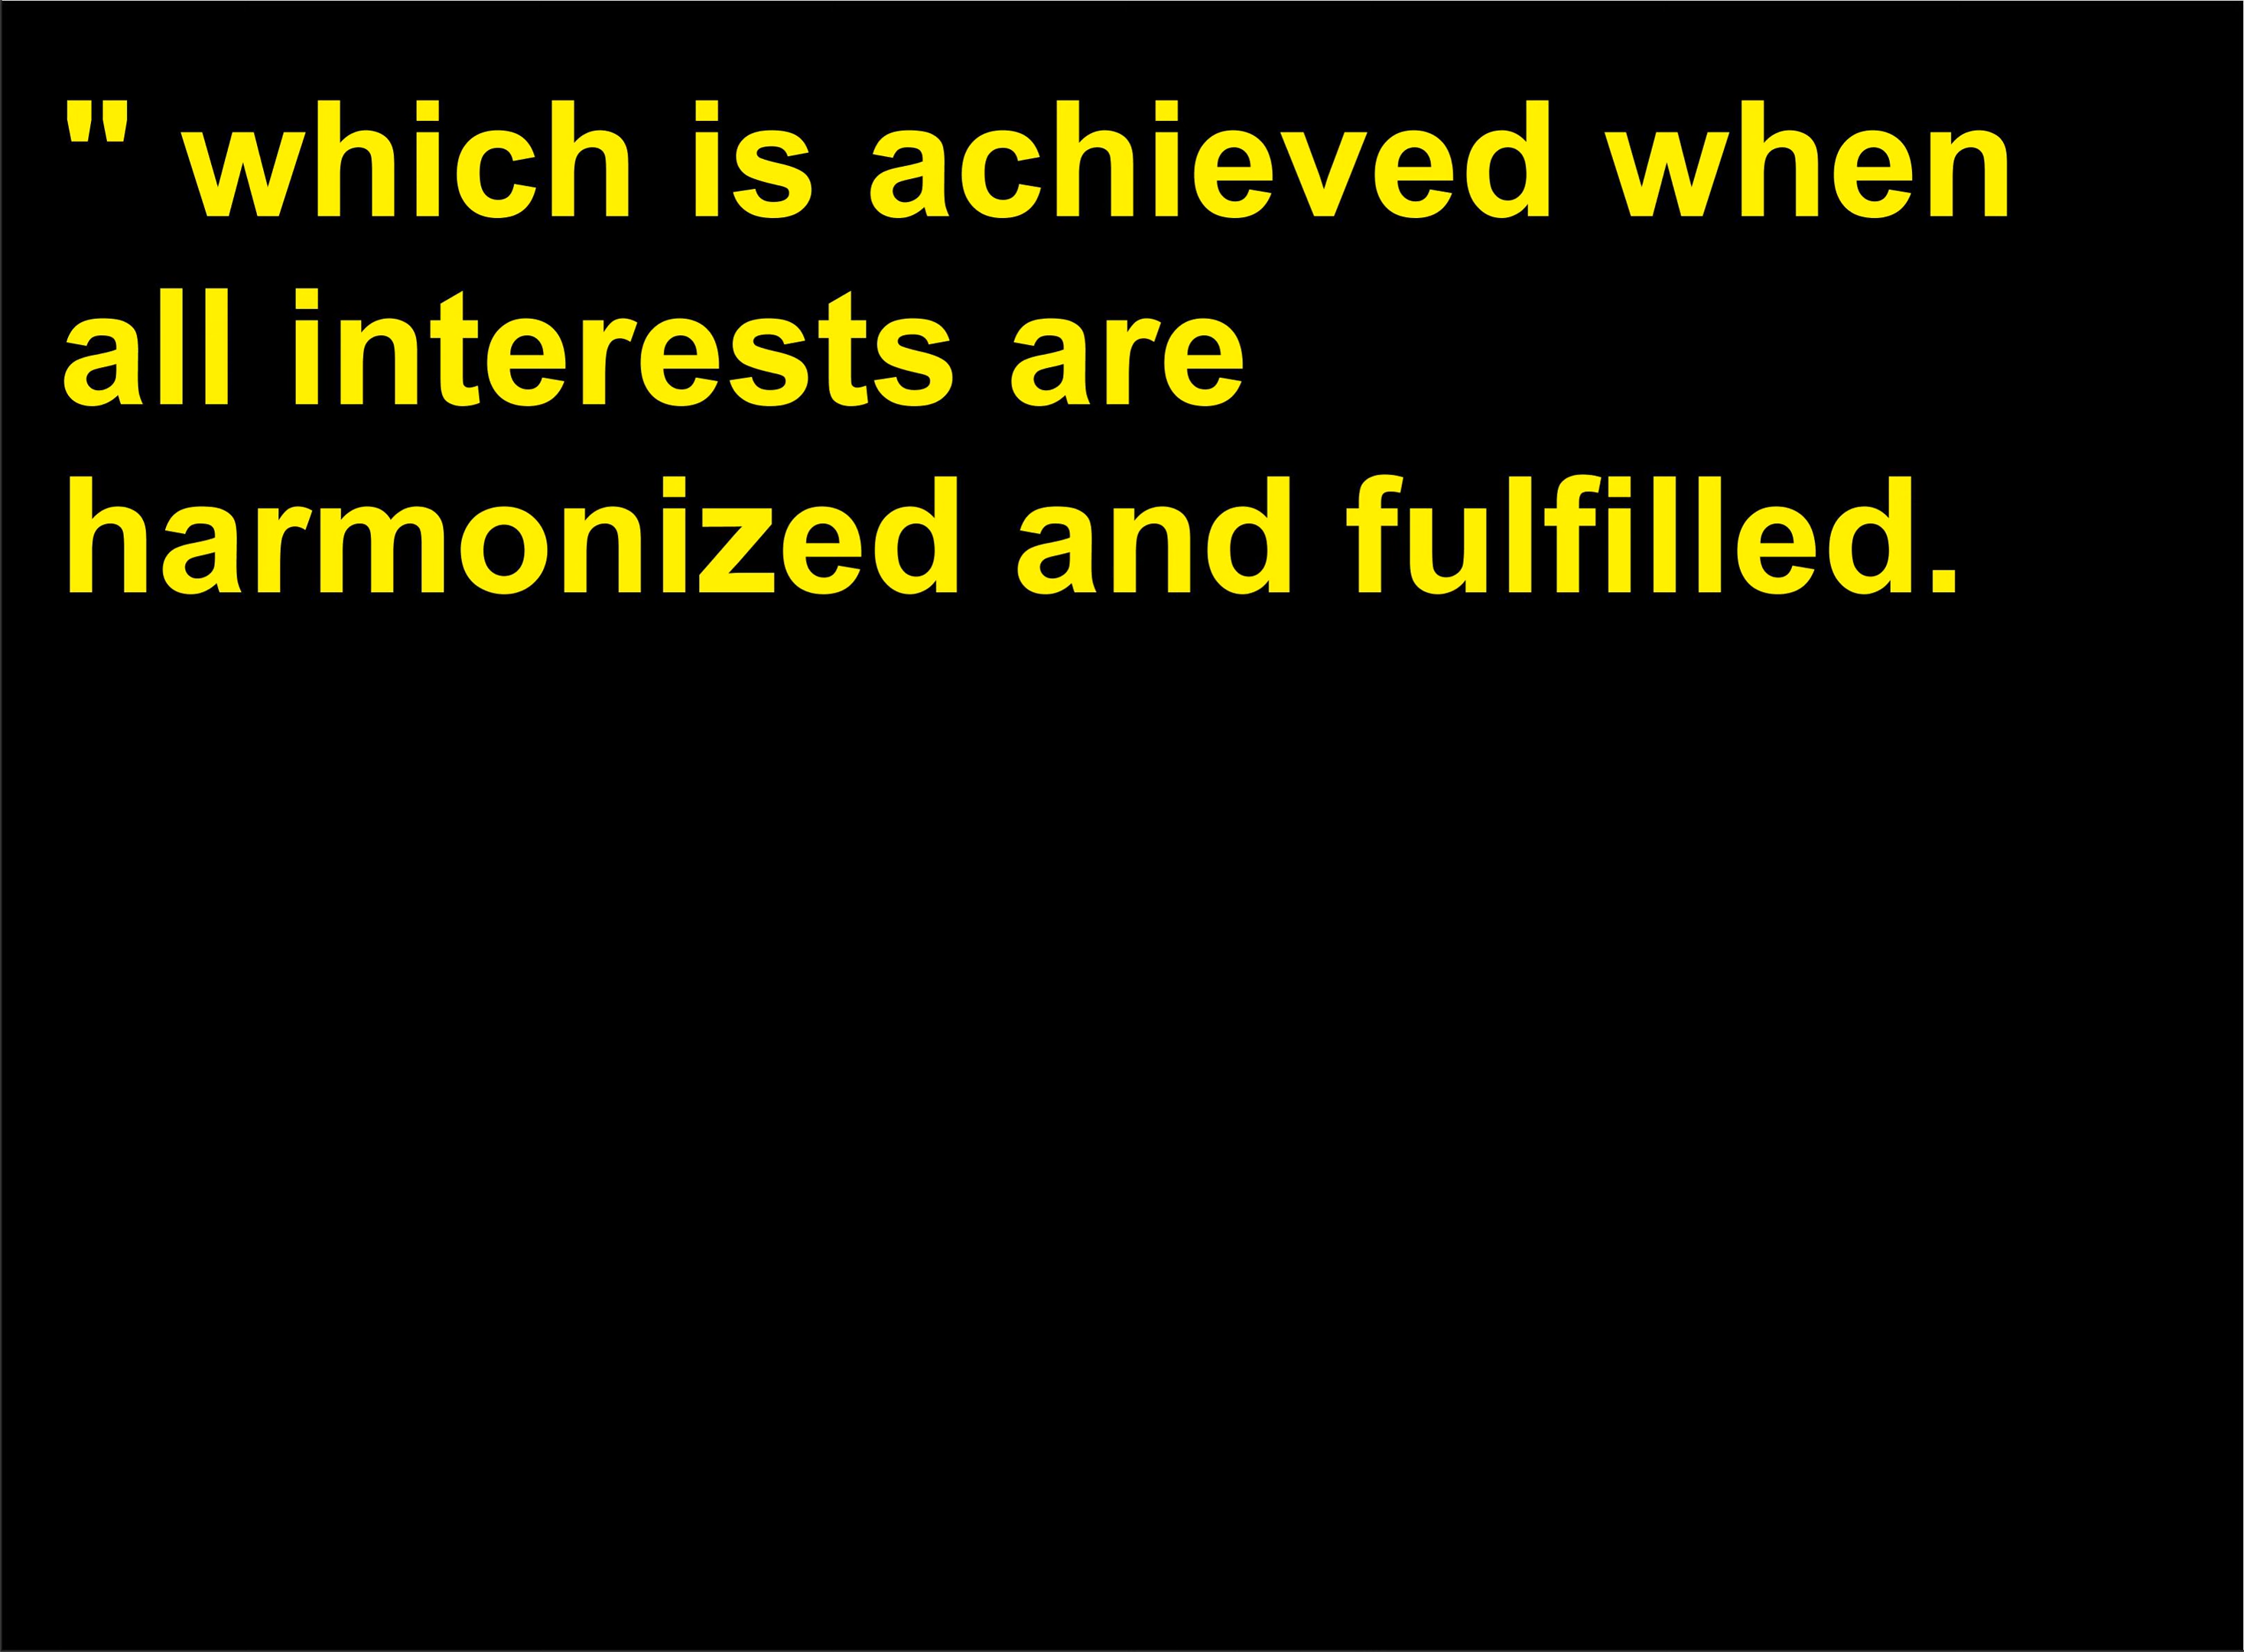 " which is achieved when
all interests are
harmonized and fulfilled.